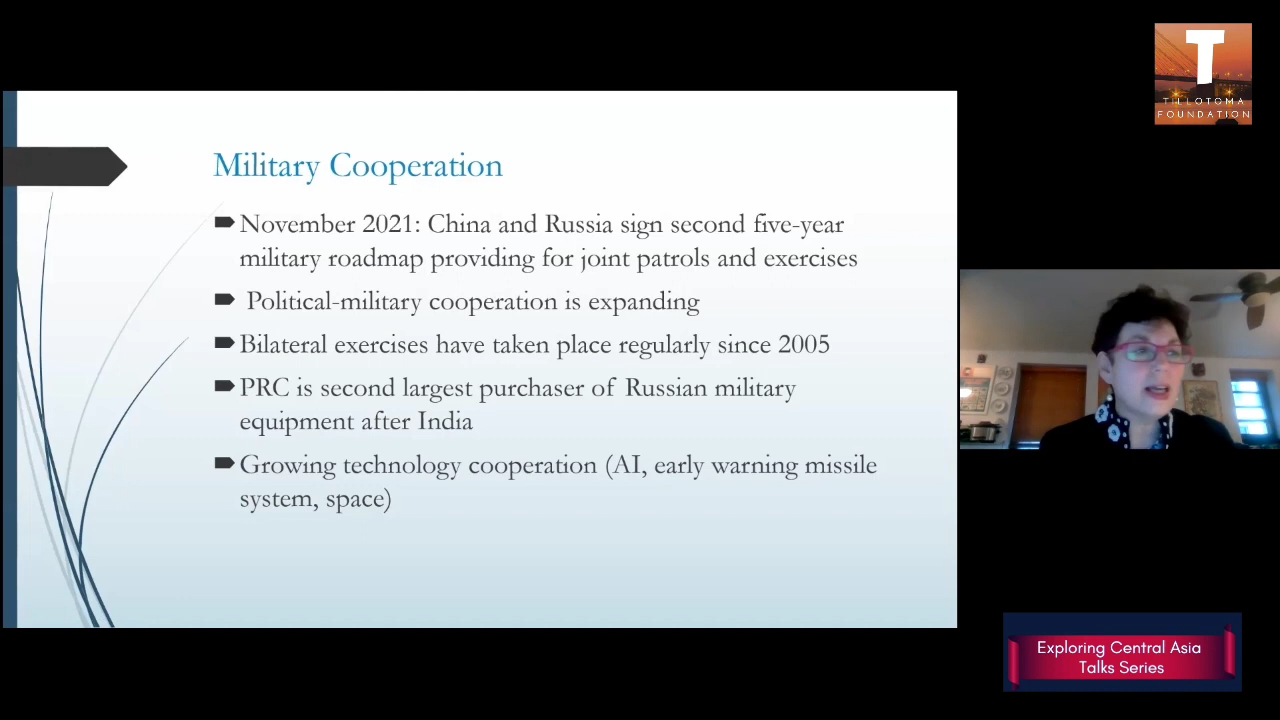 Military Cooperation
November 2021: China and Russia sign second five-year
military roadmap providing for joint patrols and exercises
Political-military cooperation is expanding
Bilateral exercises have taken place regularly since 2005
PRC is second largest purchaser of Russian military
equipment after India
Growing technology cooperation (AI, early warning missile
system, space)
T
TILLOTOMA
FOUNDATION
Exploring Central Asia
Talks Series